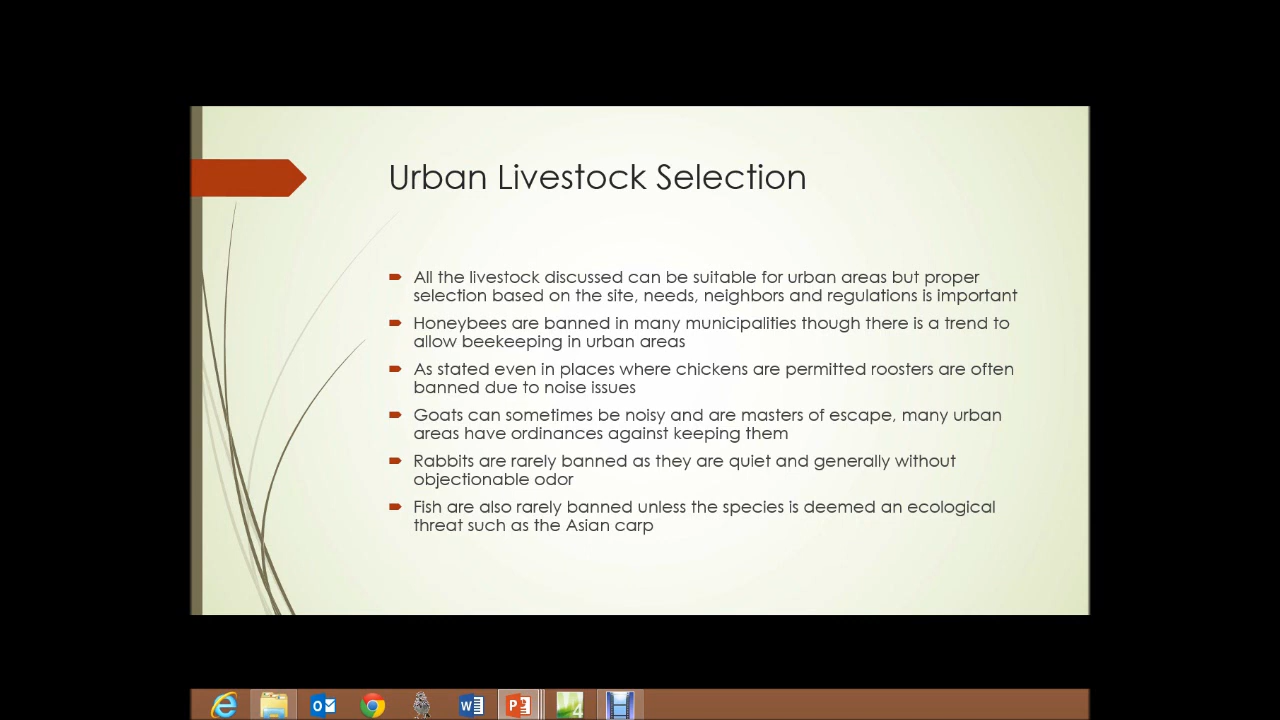 Urban Livestock Selection
All the livestock discussed can be suitable for urban areas but proper
selection based on the site, needs, neighbors and regulations is important
Honeybees are banned in many municipalities though there is a trend to
allow beekeeping in urban areas
As stated even in places where chickens are permitted roosters are often
banned due to noise issues
Goats can sometimes be noisy and are masters of escape, many urban
areas have ordinances against keeping them
Rabbits are rarely banned as they are quiet and generally without
objectionable odor
Fish are also rarely banned unless the species is deemed an ecological
threat such as the Asian carp